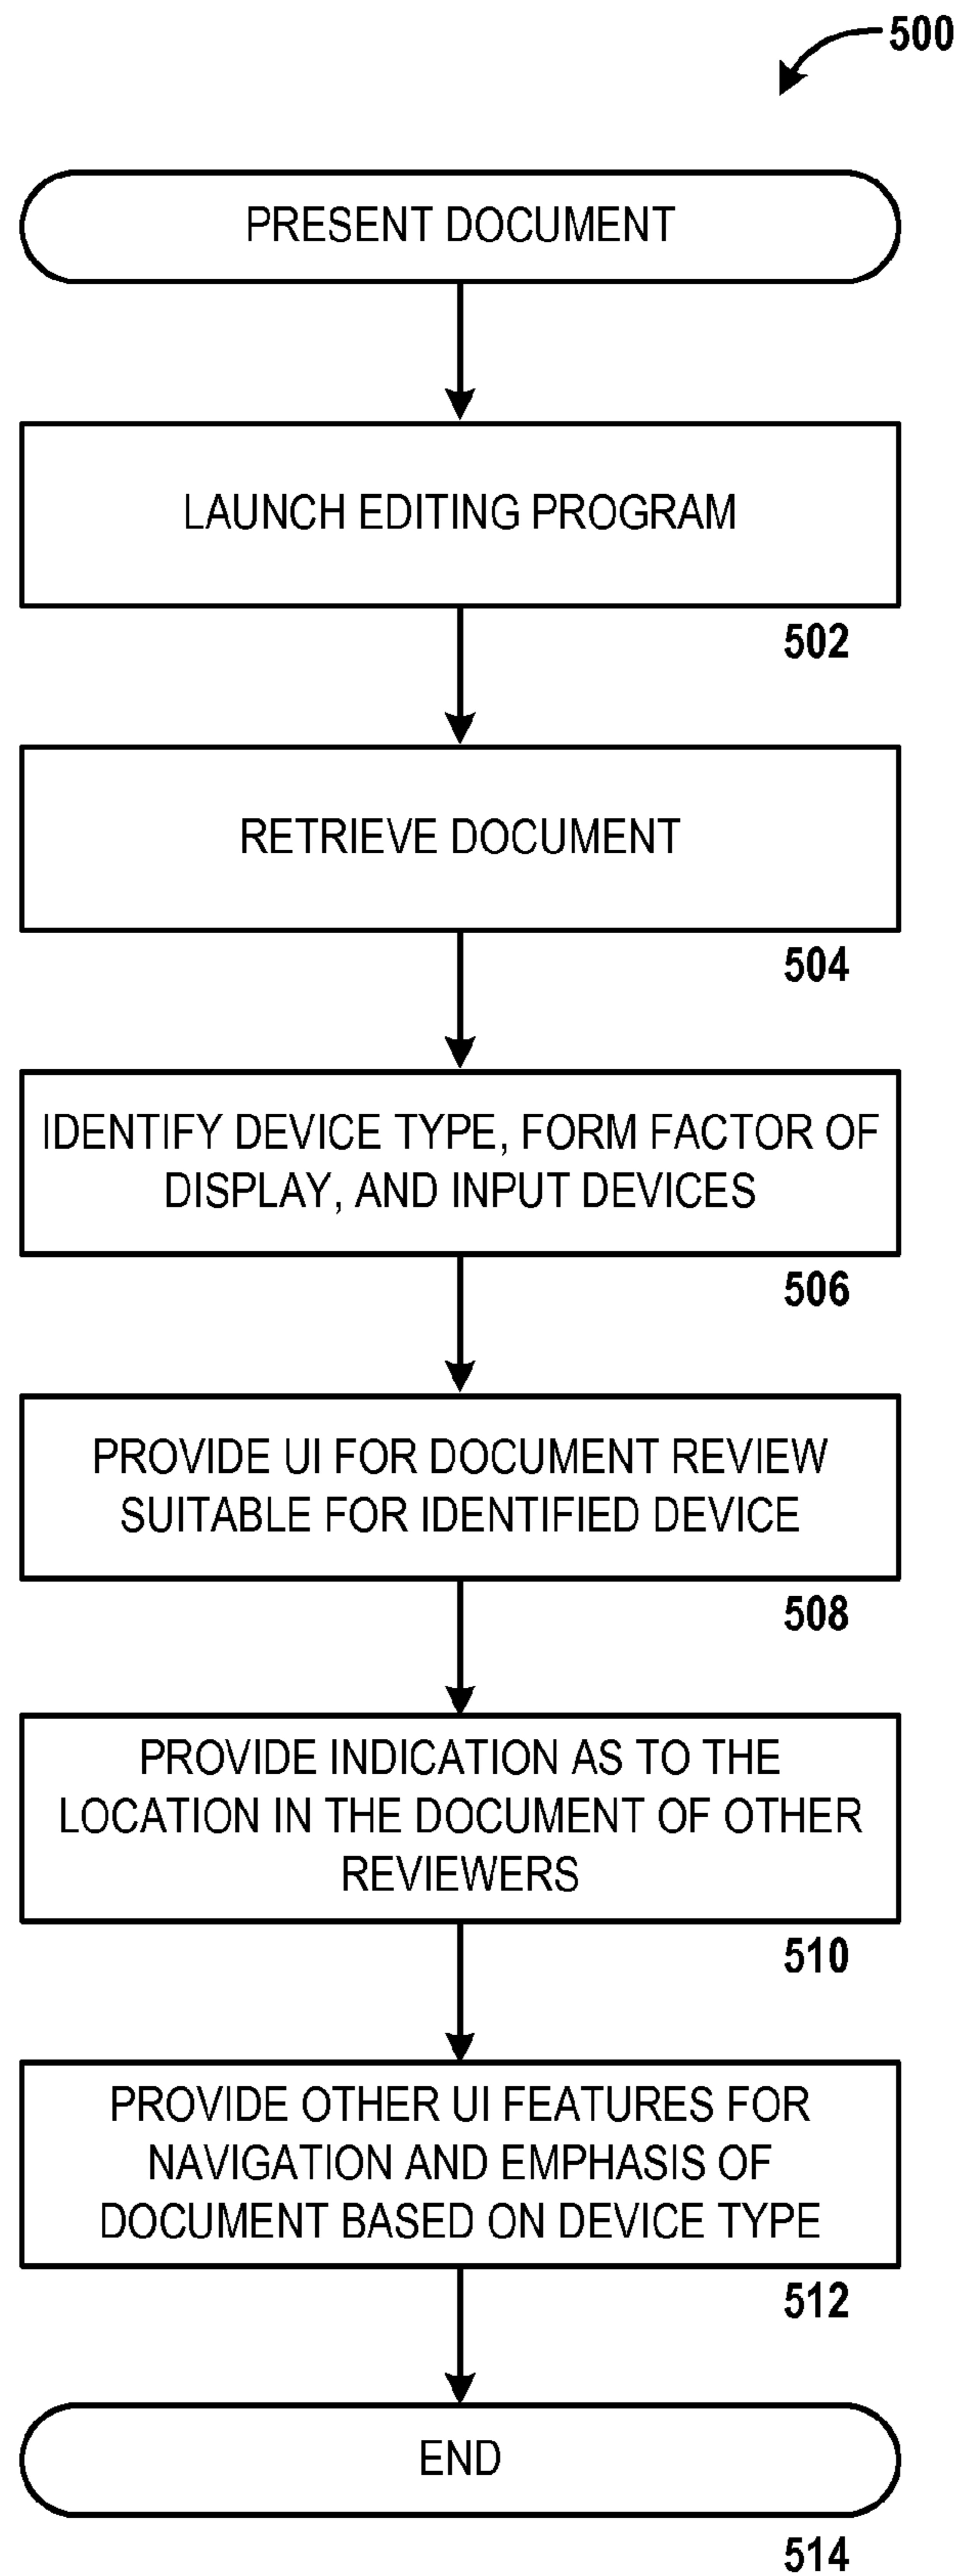 500
PRESENT DOCUMENT
LAUNCH EDITING PROGRAM
502
RETRIEVE DOCUMENT
504
IDENTIFY DEVICE TYPE, FORM FACTOR OF
DISPLAY, AND INPUT DEVICES
506
PROVIDE UI FOR DOCUMENT REVIEW
SUITABLE FOR IDENTIFIED DEVICE
508
PROVIDE INDICATION AS TO THE
LOCATION IN THE DOCUMENT OF OTHER
REVIEWERS
510
PROVIDE OTHER UI FEATURES FOR
NAVIGATION AND EMPHASIS OF
DOCUMENT BASED ON DEVICE TYPE
512
END
514